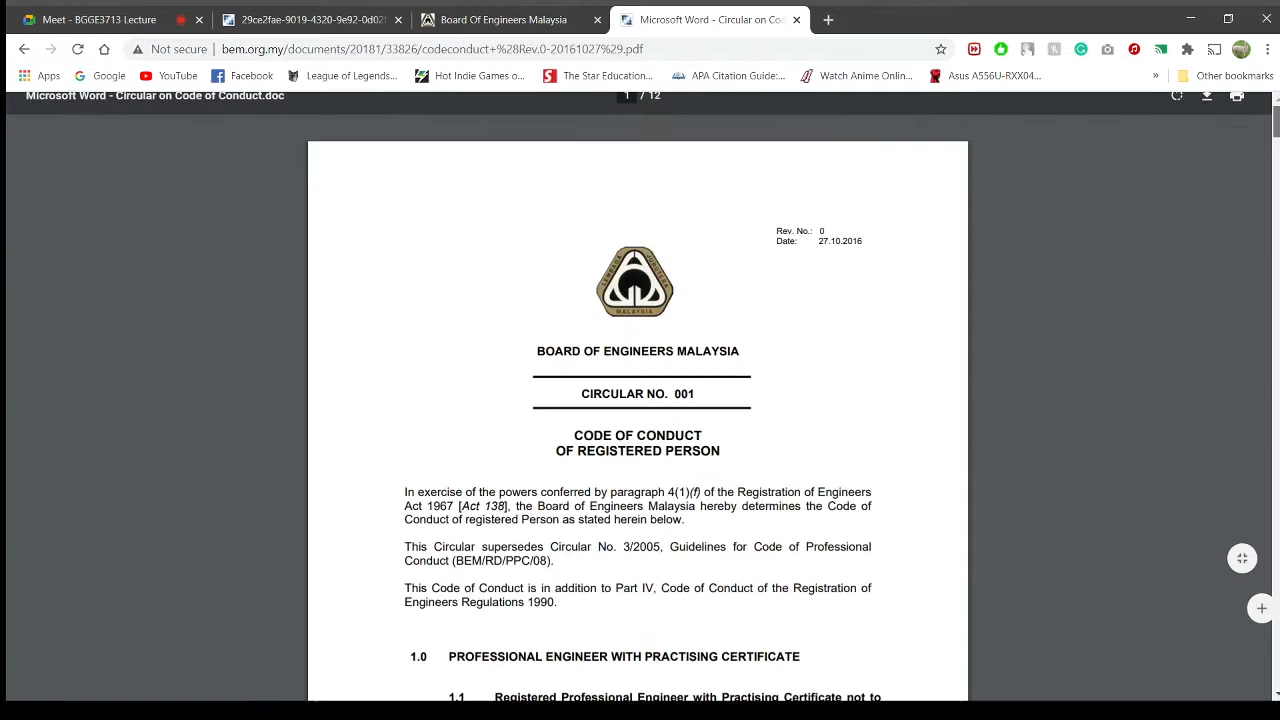 Meet - BGGE3713 Lecture
29ce2fae-9019-4320-9e92-0d02
Board Of Engineers Malaysia
Microsoft Word - Circular on Co
Not secure | bem.org.my/documents/20181/33826/codeconduct+%28Rev0-20161027%29.pdf
Apps
Google
YouTube
Facebook
League of Legends...
Hot Indie Games o...
The Star Education...
APA Citation Guide:...
Watch Anime Online...
Asus A556U-RXX04...
»
Other bookmarks
Microsoft Word - Circular on Code of Conduct.doc
1 / 12
Rev. No.: 0
Date: 27.10.2016
LEMBAGA JURUTERA
MALAYSIA
BOARD OF ENGINEERS MALAYSIA
CIRCULAR NO. 001
CODE OF CONDUCT
OF REGISTERED PERSON
In exercise of the powers conferred by paragraph 4(1)(f) of the Registration of Engineers
Act 1967 [Act 138], the Board of Engineers Malaysia hereby determines the Code of
Conduct of registered Person as stated herein below.
This Circular supersedes Circular No. 3/2005, Guidelines for Code of Professional
Conduct (BEM/RD/PPC/08).
This Code of Conduct is in addition to Part IV, Code of Conduct of the Registration of
Engineers Regulations 1990.
1.0 PROFESSIONAL ENGINEER WITH PRACTISING CERTIFICATE
1.1 Registered Professional Engineer with Practising Certificate not to